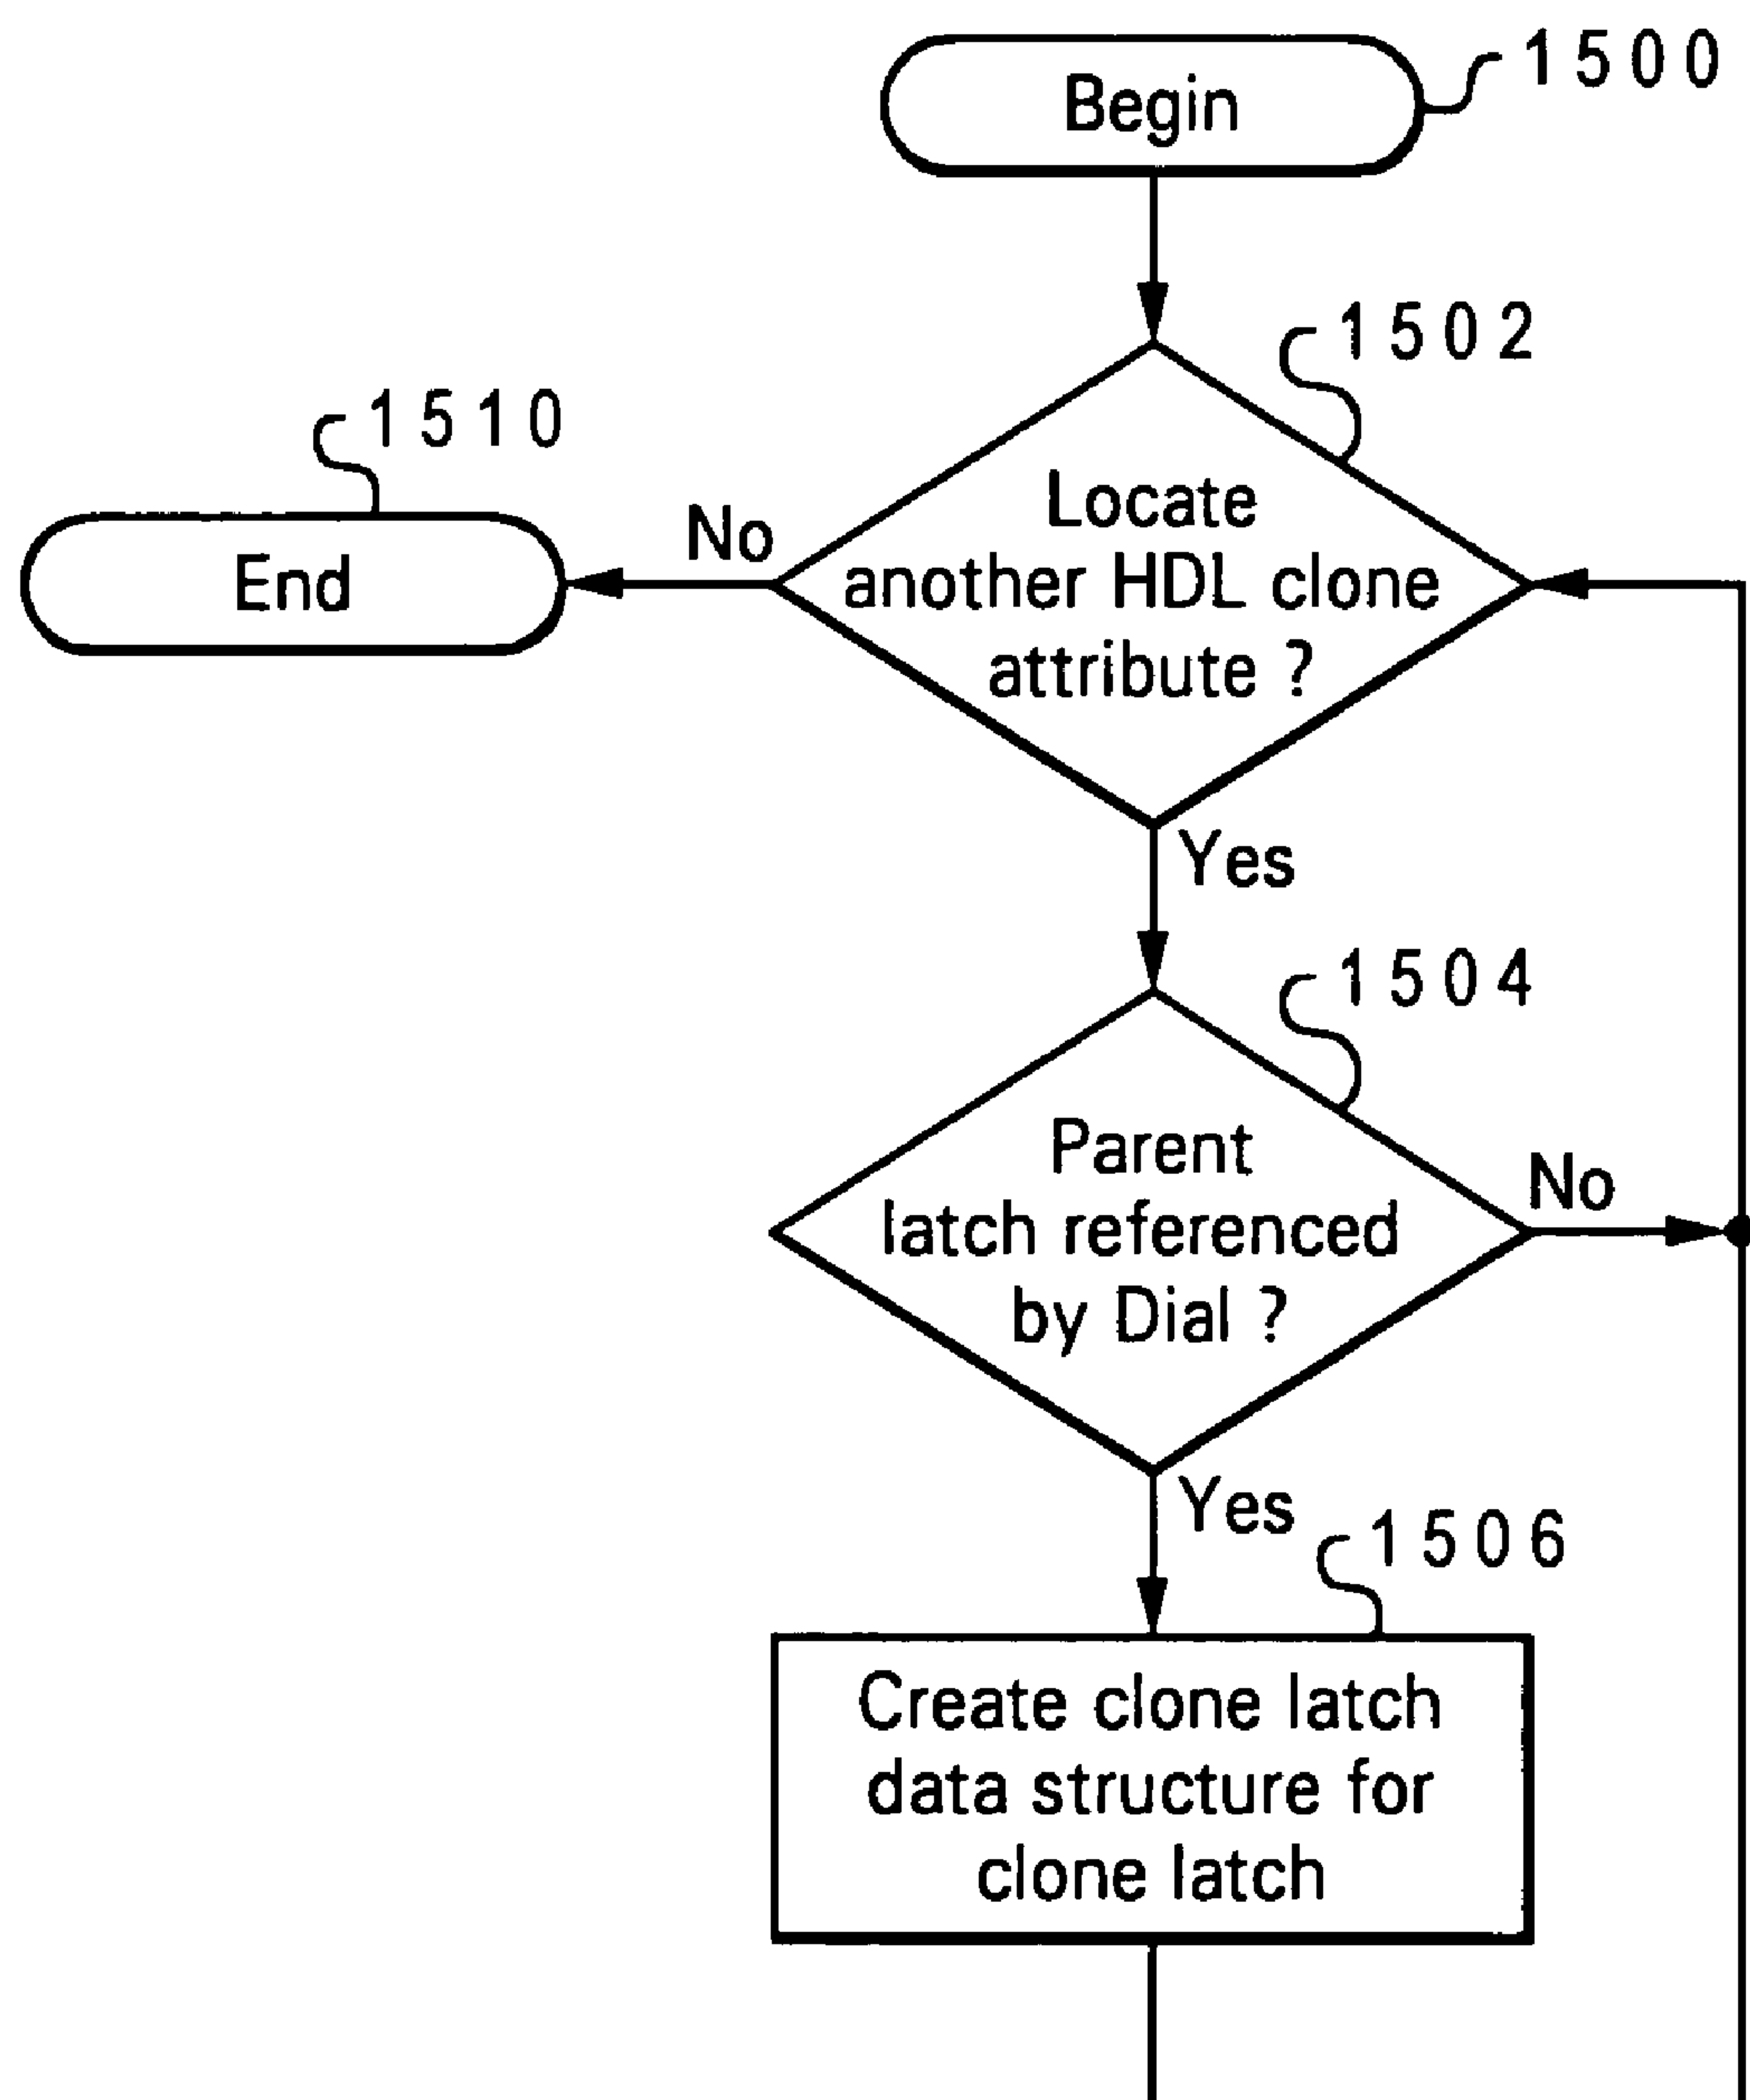 Begin
1500
1502
1510
Locate
another HDL clone
attribute ?
No
End
Yes
1504
Parent
latch referenced
by Dial ?
No
Yes
1506
Create clone latch
data structure for
clone latch